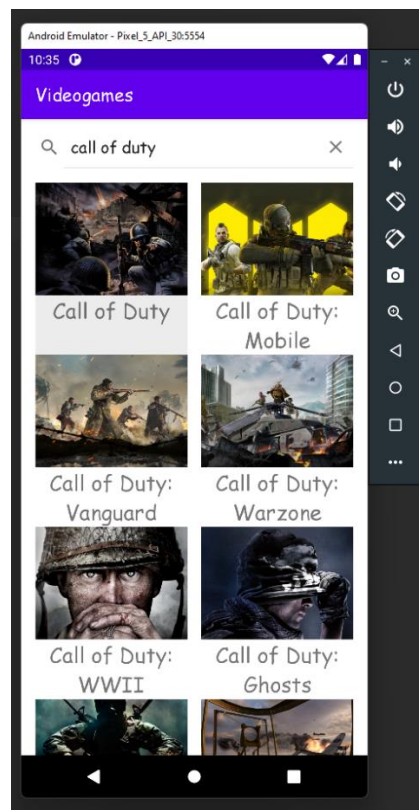 Android Emulator - Pixel_5_API_30:5554
10:35
Videogames
call of duty
Call of Duty
Call of Duty:
Mobile
Call of Duty:
Vanguard
Call of Duty:
Warzone
Call of Duty:
WWII
Call of Duty:
Ghosts